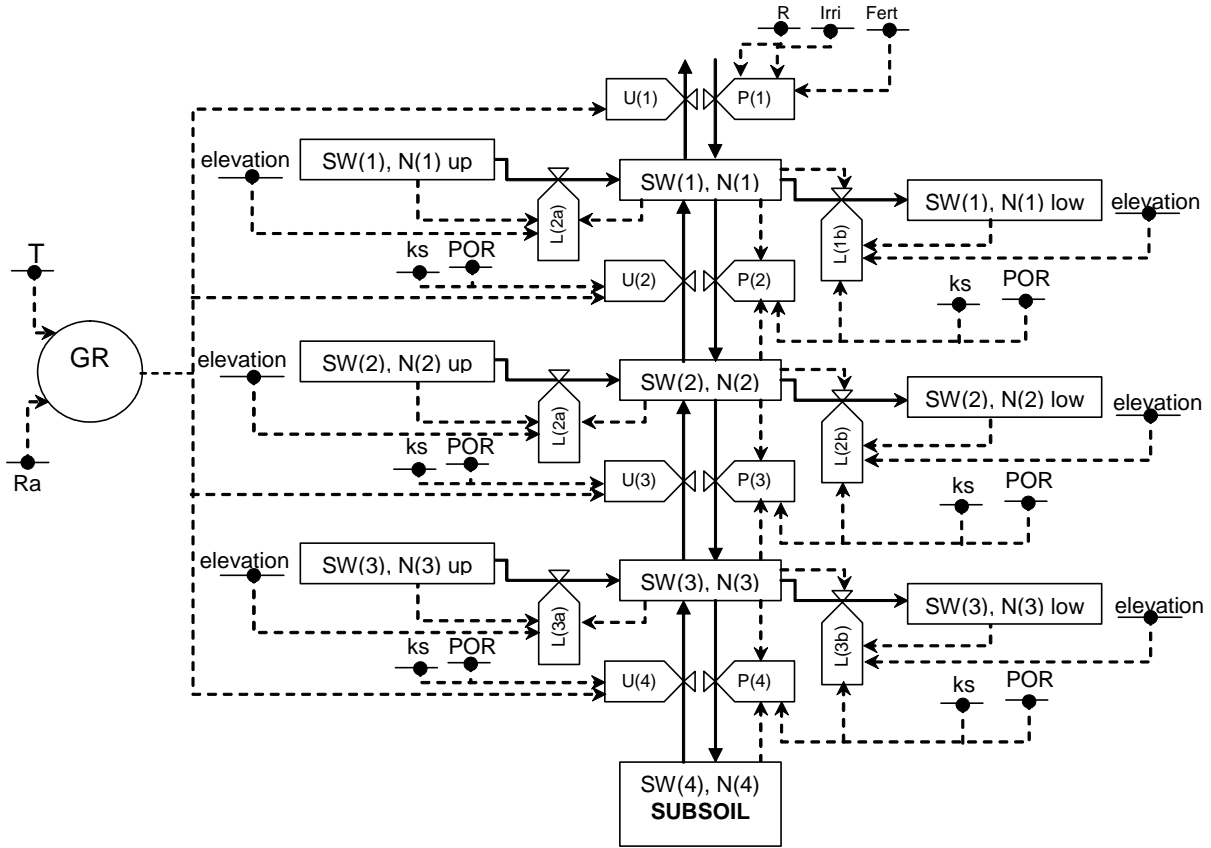 R Irri Fert
U(1) P(1)
elevation SW(1), N(1) up SW(1), N(1) SW(1), N(1) low elevation
L(2a) L(1b)
ks POR
T
U(2) P(2)
ks POR
GR
elevation SW(2), N(2) up SW(2), N(2) SW(2), N(2) low elevation
L(2a) L(2b)
ks POR
Ra
U(3) P(3)
ks POR
elevation SW(3), N(3) up SW(3), N(3) SW(3), N(3) low elevation
L(3a) L(3b)
ks POR
U(4) P(4)
ks POR
SW(4), N(4)
SUBSOIL